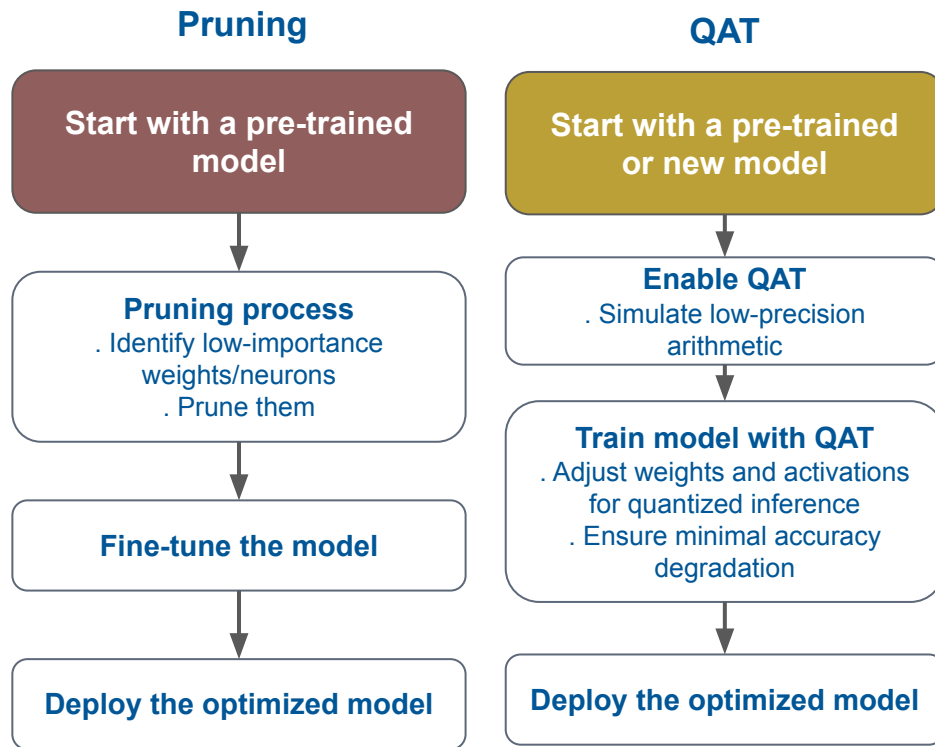 Pruning
Start with a pre-trained
model
Pruning process
. Identify low-importance
weights/neurons
. Prune them
Fine-tune the model
Deploy the optimized model
QAT
Start with a pre-trained
or new model
Enable QAT
. Simulate low-precision
arithmetic
Train model with QAT
. Adjust weights and activations
for quantized inference
. Ensure minimal accuracy
degradation
Deploy the optimized model